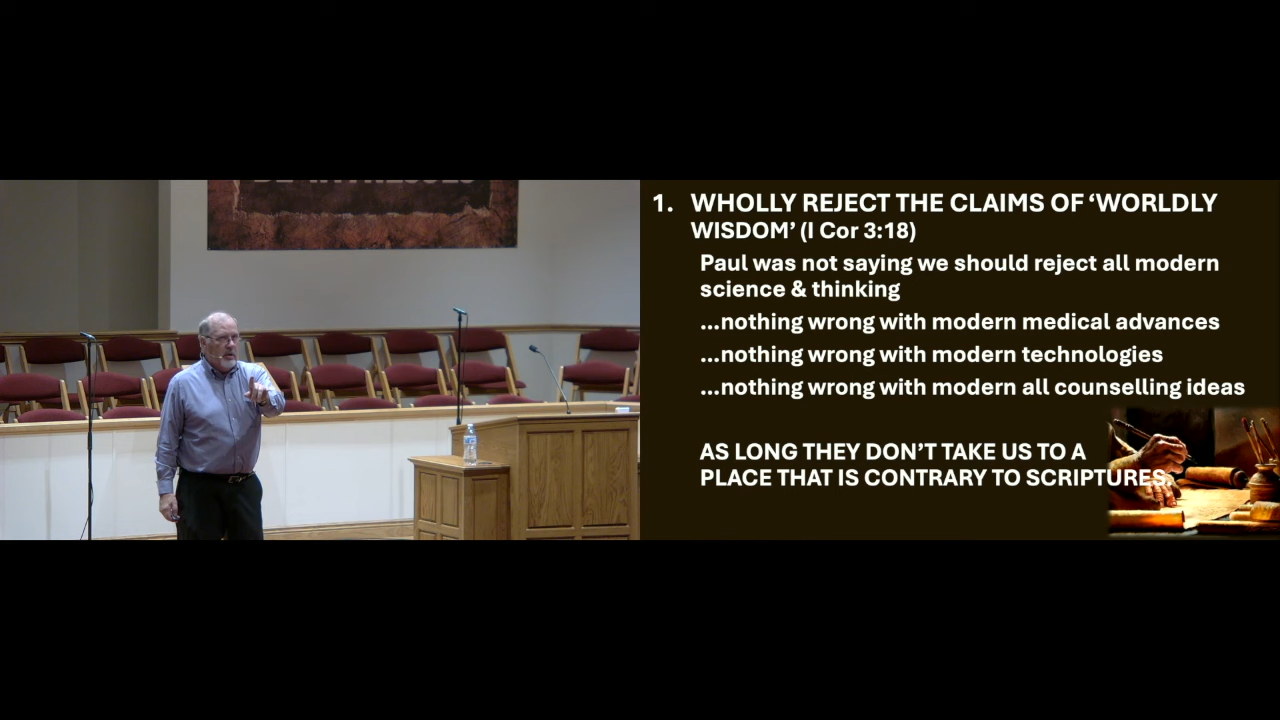 BE WITNESSES
1. WHOLLY REJECT THE CLAIMS OF ‘WORLDLY
WISDOM’ (I Cor 3:18)
Paul was not saying we should reject all modern
science & thinking
...nothing wrong with modern medical advances
...nothing wrong with modern technologies
...nothing wrong with modern all counselling ideas
AS LONG THEY DON’T TAKE US TO A
PLACE THAT IS CONTRARY TO SCRIPTURES.